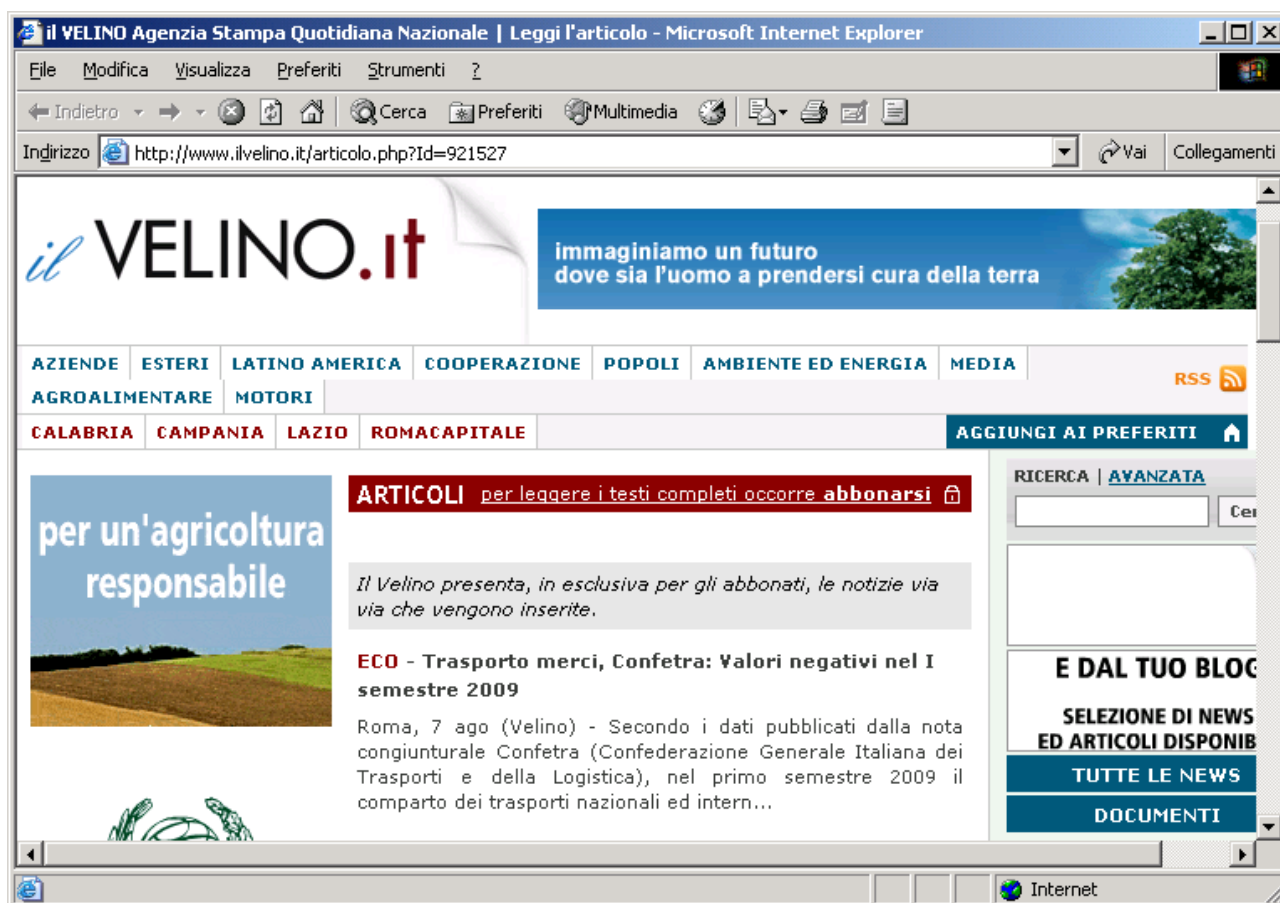 il VELINO Agenzia Stampa Quotidiana Nazionale | Leggi l'articolo - Microsoft Internet Explorer
File Modifica Visualizza Preferiti Strumenti ?
Indietro Cerca Preferiti Multimedia
Indirizzo http://www.ilvelino.it/articolo.php?Id=921527 Vai Collegamenti
il VELINO.it
immaginiamo un futuro
dove sia l'uomo a prendersi cura della terra
AZIENDE ESTERI LATINO AMERICA COOPERAZIONE POPOLI AMBIENTE ED ENERGIA MEDIA
AGROALIMENTARE MOTORI
RSS
CALABRIA CAMPANIA LAZIO ROMACAPITALE
AGGIUNGI AI PREFERITI
per un'agricoltura
responsabile
ARTICOLI per leggere i testi completi occorre abbonarsi
Il Velino presenta, in esclusiva per gli abbonati, le notizie via
via che vengono inserite.
ECO - Trasporto merci, Confetra: Valori negativi nel I
semestre 2009
Roma, 7 ago (Velino) - Secondo i dati pubblicati dalla nota
congiunturale Confetra (Confederazione Generale Italiana dei
Trasporti e della Logistica), nel primo semestre 2009 il
comparto dei trasporti nazionali ed intern...
RICERCA | AVANZATA
Cer
E DAL TUO BLOG
SELEZIONE DI NEWS
ED ARTICOLI DISPONIB
TUTTE LE NEWS
DOCUMENTI
Internet